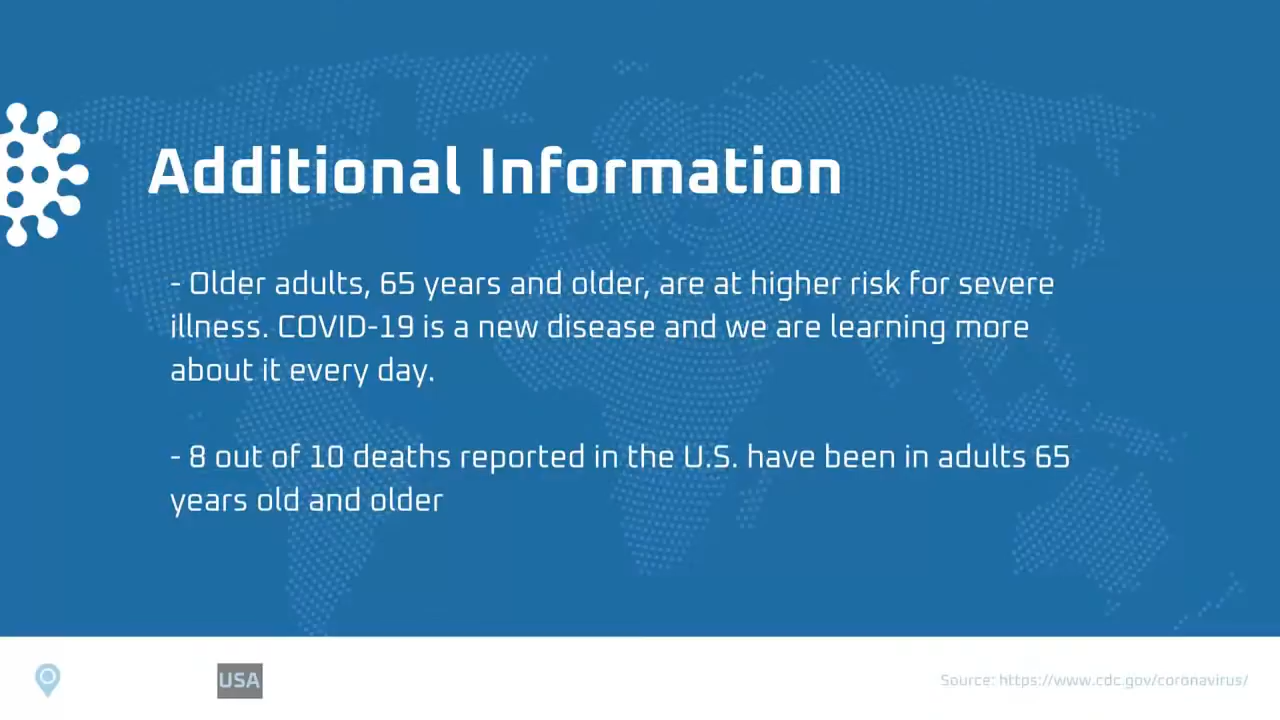 Additional Information
- Older adults, 65 years and older, are at higher risk for severe
illness. COVID-19 is a new disease and we are learning more
about it every day.
- 8 out of 10 deaths reported in the U.S. have been in adults 65
years old and older
USA
Source: https://www.cdc.gov/coronavirus/